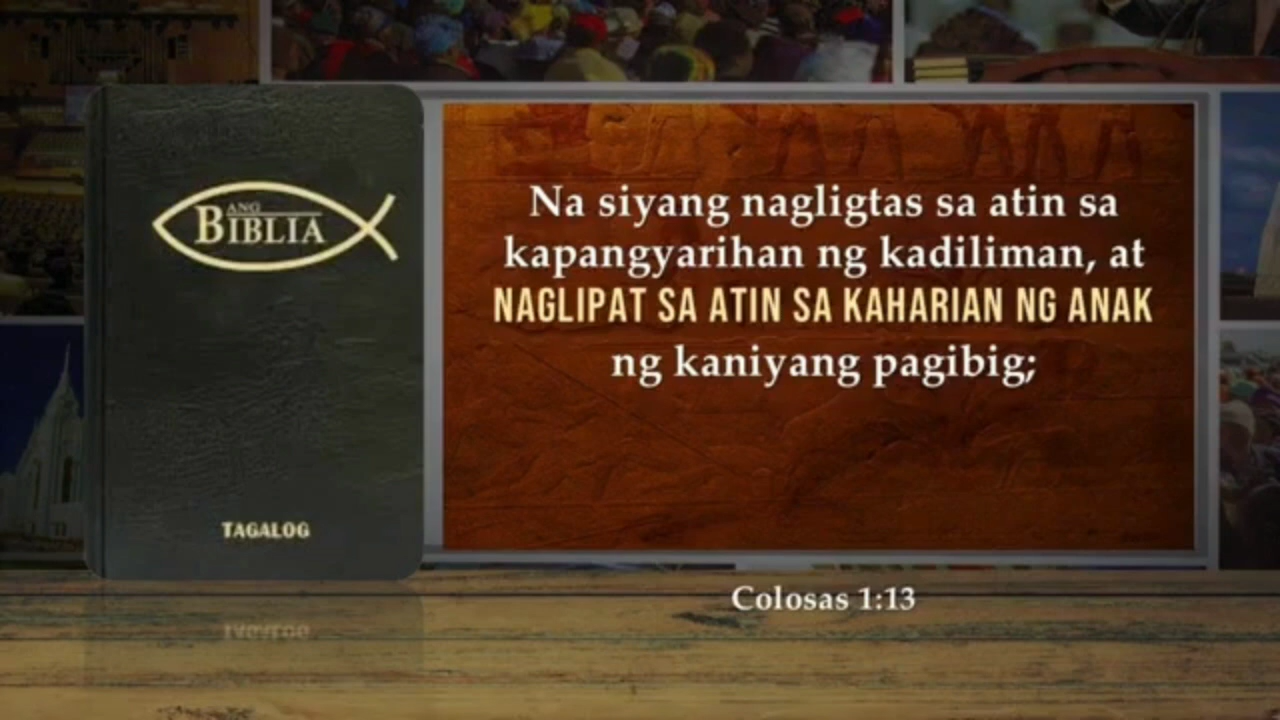 ANG
BIBLIA
TAGALOG
Na siyang nagligtas sa atin sa
kapangyarihan ng kadiliman, at
NAGLIPAT SA ATIN SA KAHARIAN NG ANAK
ng kaniyang pagibig;
Colosas 1:13